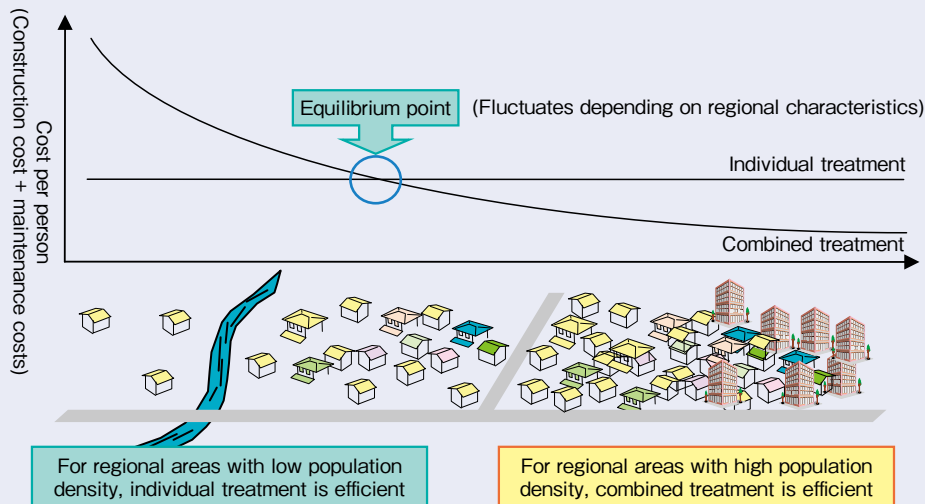 Cost per person
(Construction cost + maintenance costs)
Equilibrium point
(Fluctuates depending on regional characteristics)
Individual treatment
Combined treatment
For regional areas with low population
density, individual treatment is efficient
For regional areas with high population
density, combined treatment is efficient